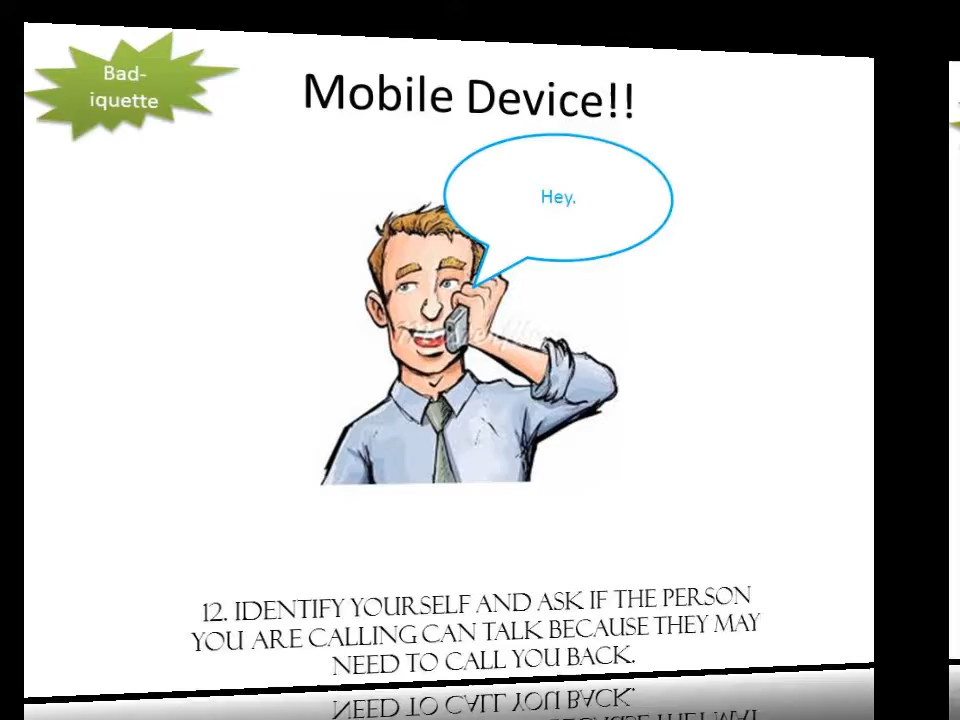 Bad-
iquette
Mobile Device!!
Hey.
12. IDENTIFY YOURSELF AND ASK IF THE PERSON
YOU ARE CALLING CAN TALK BECAUSE THEY MAY
NEED TO CALL YOU BACK.